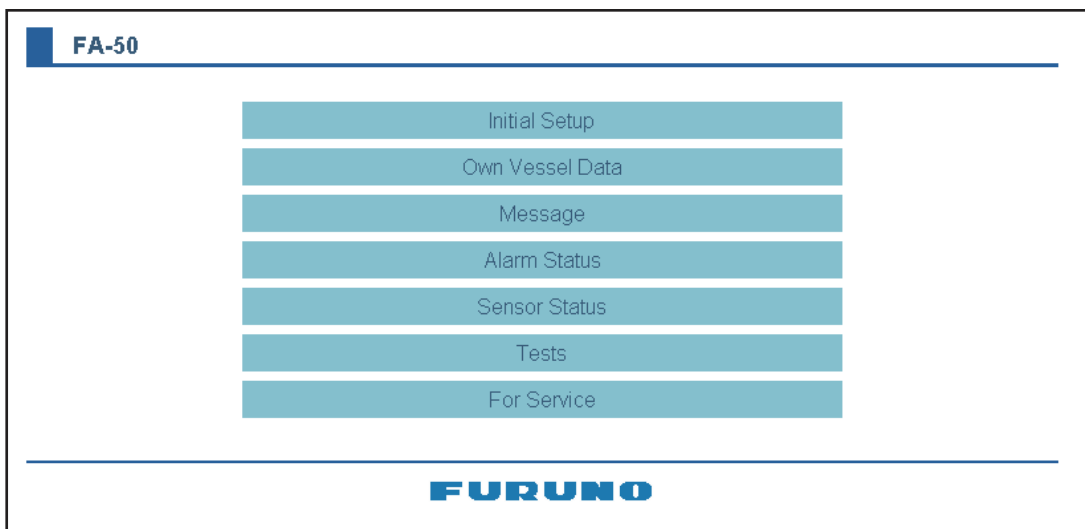 FA-50
Initial Setup
Own Vessel Data
Message
Alarm Status
Sensor Status
Tests
For Service
FURUNO